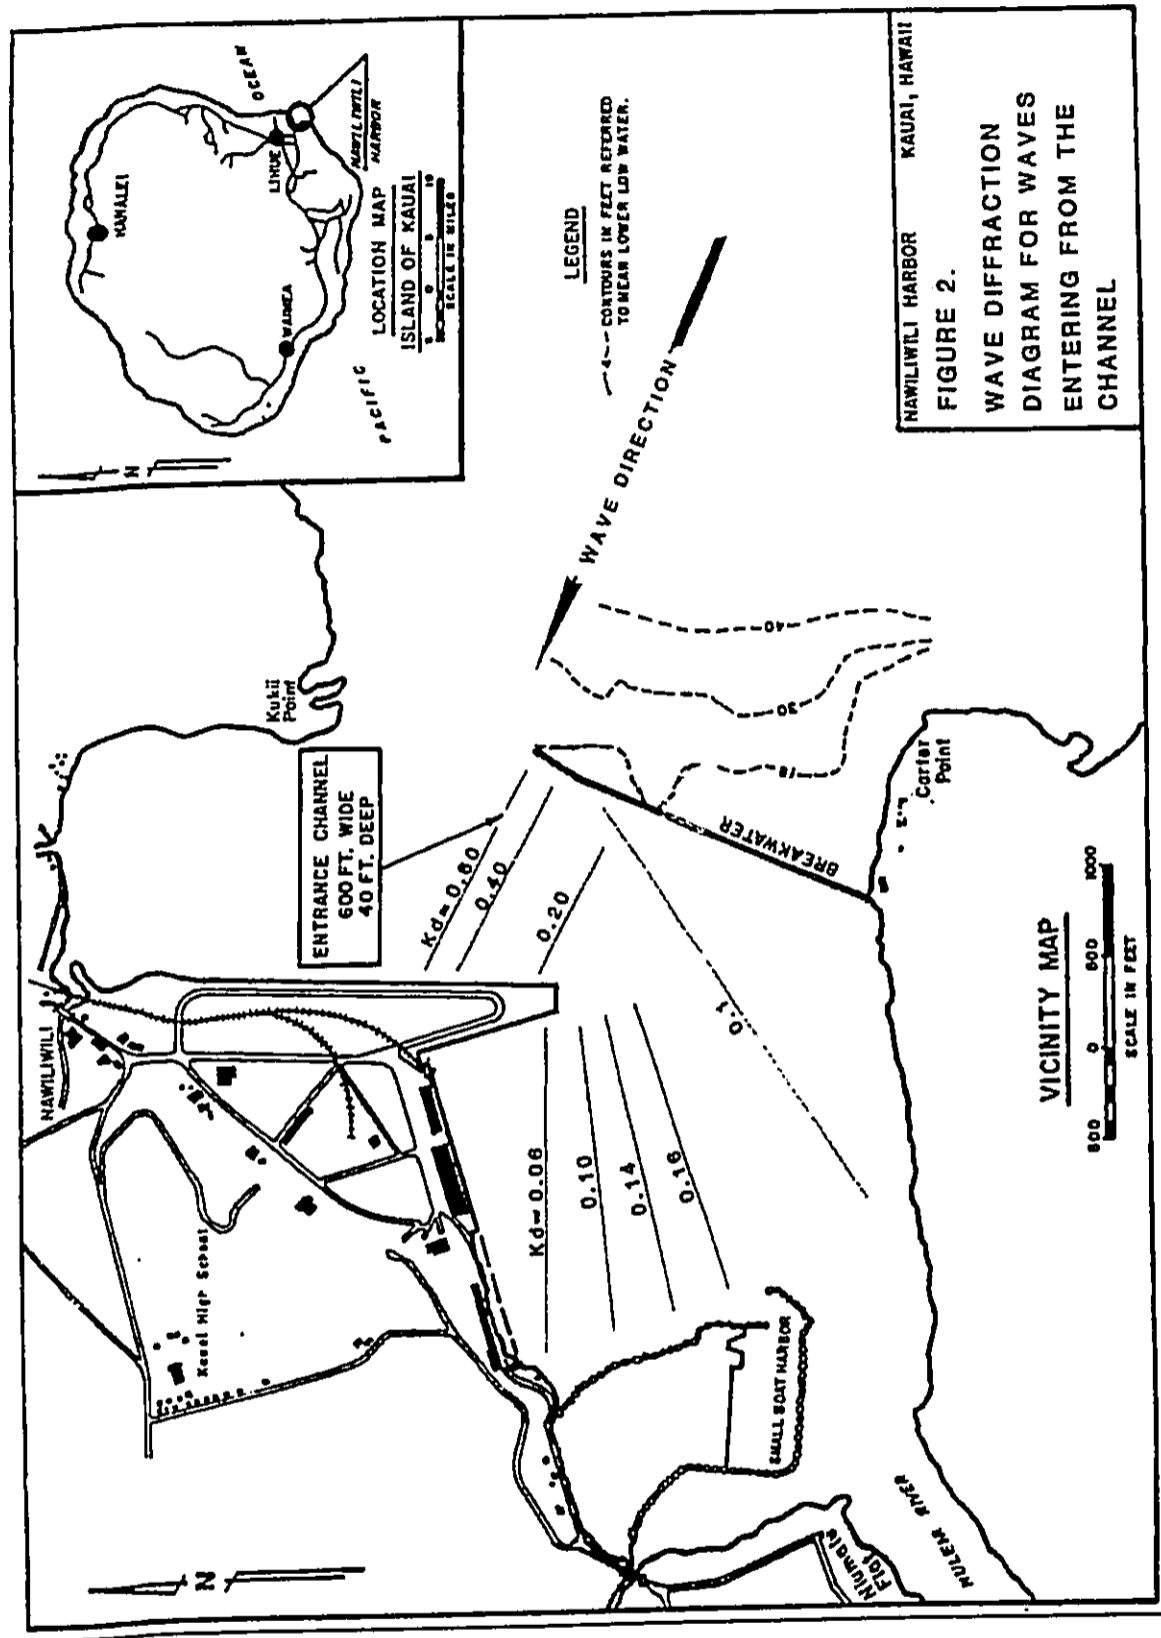 OCEAN
HANALEI
LIHUE
NAWILIWILI
HARBOR
WAIMEA
PACIFIC
N
LOCATION MAP
ISLAND OF KAUAI
5 0 5 10
SCALE IN MILES
LEGEND
CONTOURS IN FEET REFERRED
TO MEAN LOWER LOW WATER.
WAVE DIRECTION
NAWILIWILI HARBOR KAUAI, HAWAII
FIGURE 2.
WAVE DIFFRACTION
DIAGRAM FOR WAVES
ENTERING FROM THE
CHANNEL
Kukii
Point
ENTRANCE CHANNEL
600 FT. WIDE
40 FT. DEEP
Kd = 0.60
0.40
0.20
0.1
40
30
18
BREAKWATER
Carter
Point
NAWILIWILI
Kauai High School
Kd = 0.06
0.10
0.14
0.16
SMALL BOAT HARBOR
Niumalu
Flat
HULEIA RIVER
N
VICINITY MAP
500 0 500 1000
SCALE IN FEET